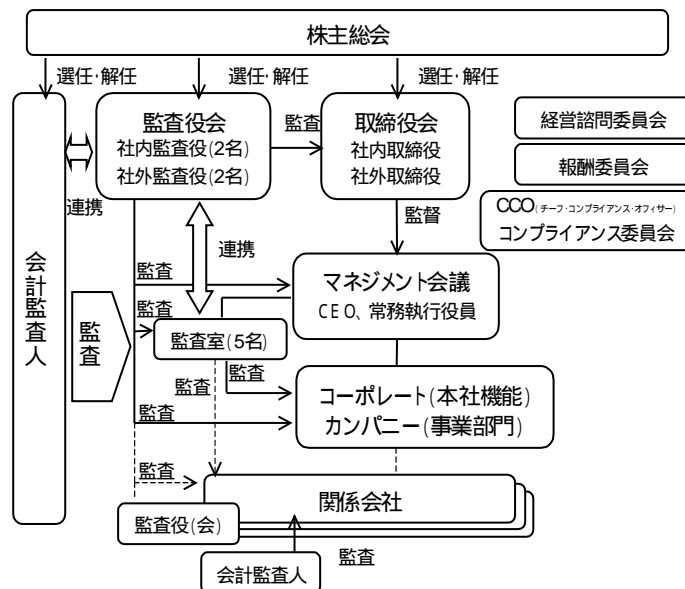 株主総会
選任・解任
選任・解任
選任・解任
監査役会
社内監査役(2名)
社外監査役(2名)
監査
取締役会
社内取締役
社外取締役
経営諮問委員会
報酬委員会
CCO(チーフ・コンプライアンス・オフィサー)
コンプライアンス委員会
連携
監督
連携
会計監査人
監査
監査
マネジメント会議
CEO、常務執行役員
監査
監査室(5名)
監査
監査
コーポレート(本社機能)
カンパニー(事業部門)
監査
監査
関係会社
監査役(会)
監査
会計監査人